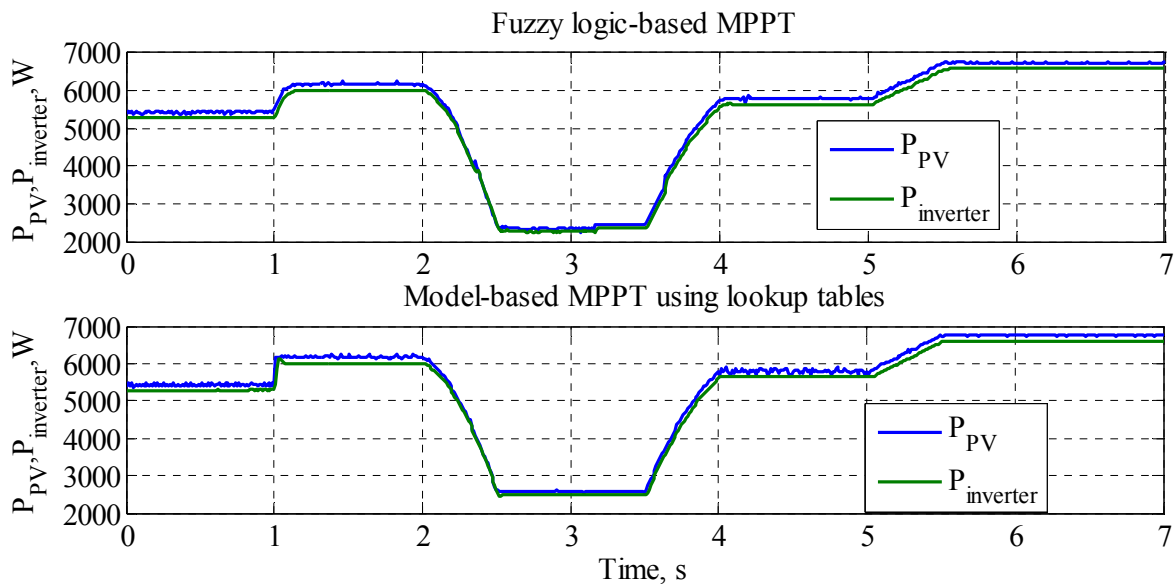 Fuzzy logic-based MPPT
P_PV, P_inverter, W
7000
6000
5000
4000
3000
2000
0 1 2 3 4 5 6 7
P_PV
P_inverter
Model-based MPPT using lookup tables
P_PV, P_inverter, W
7000
6000
5000
4000
3000
2000
0 1 2 3 4 5 6 7
P_PV
P_inverter
Time, s